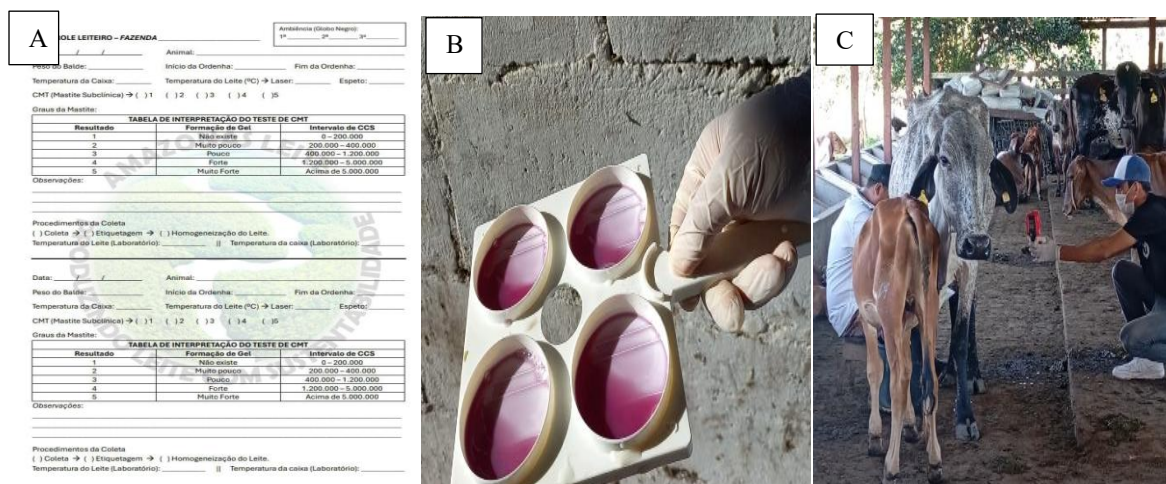 A
B
C
OLE LEITEIRO – FAZENDA
Ambiência (Globo Negro):
1ª 2ª 3ª
/ / Animal:
Peso do Balde: Início da Ordenha: Fim da Ordenha:
Temperatura da Caixa: Temperatura do Leite (ºC) → Laser: Espeto:
CMT (Mastite Subclínica) → ( )1 ( )2 ( )3 ( )4 ( )5
Graus da Mastite:
TABELA DE INTERPRETAÇÃO DO TESTE DE CMT
Resultado Formação de Gel Intervalo de CCS
1 Não existe 0 – 200.000
2 Muito pouco 200.000 – 400.000
3 Pouco 400.000 – 1.200.000
4 Forte 1.200.000 – 5.000.000
5 Muito Forte Acima de 5.000.000
Observações:
Procedimentos da Coleta
( ) Coleta → ( ) Etiquetagem → ( ) Homogeneização do Leite.
Temperatura do Leite (Laboratório): || Temperatura da caixa (Laboratório):
Data: / / Animal:
Peso do Balde: Início da Ordenha: Fim da Ordenha:
Temperatura da Caixa: Temperatura do Leite (ºC) → Laser: Espeto:
CMT (Mastite Subclínica) → ( )1 ( )2 ( )3 ( )4 ( )5
Graus da Mastite:
TABELA DE INTERPRETAÇÃO DO TESTE DE CMT
Resultado Formação de Gel Intervalo de CCS
1 Não existe 0 – 200.000
2 Muito pouco 200.000 – 400.000
3 Pouco 400.000 – 1.200.000
4 Forte 1.200.000 – 5.000.000
5 Muito Forte Acima de 5.000.000
Observações:
Procedimentos da Coleta
( ) Coleta → ( ) Etiquetagem → ( ) Homogeneização do Leite.
Temperatura do Leite (Laboratório): || Temperatura da caixa (Laboratório):